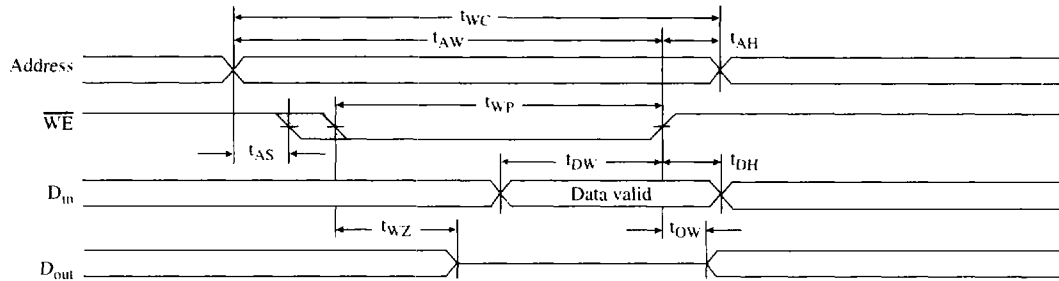 tWC
tAW
tAH
Address
tWP
WE
tAS
tDW
tDH
Din
Data valid
tWZ
tOW
Dout